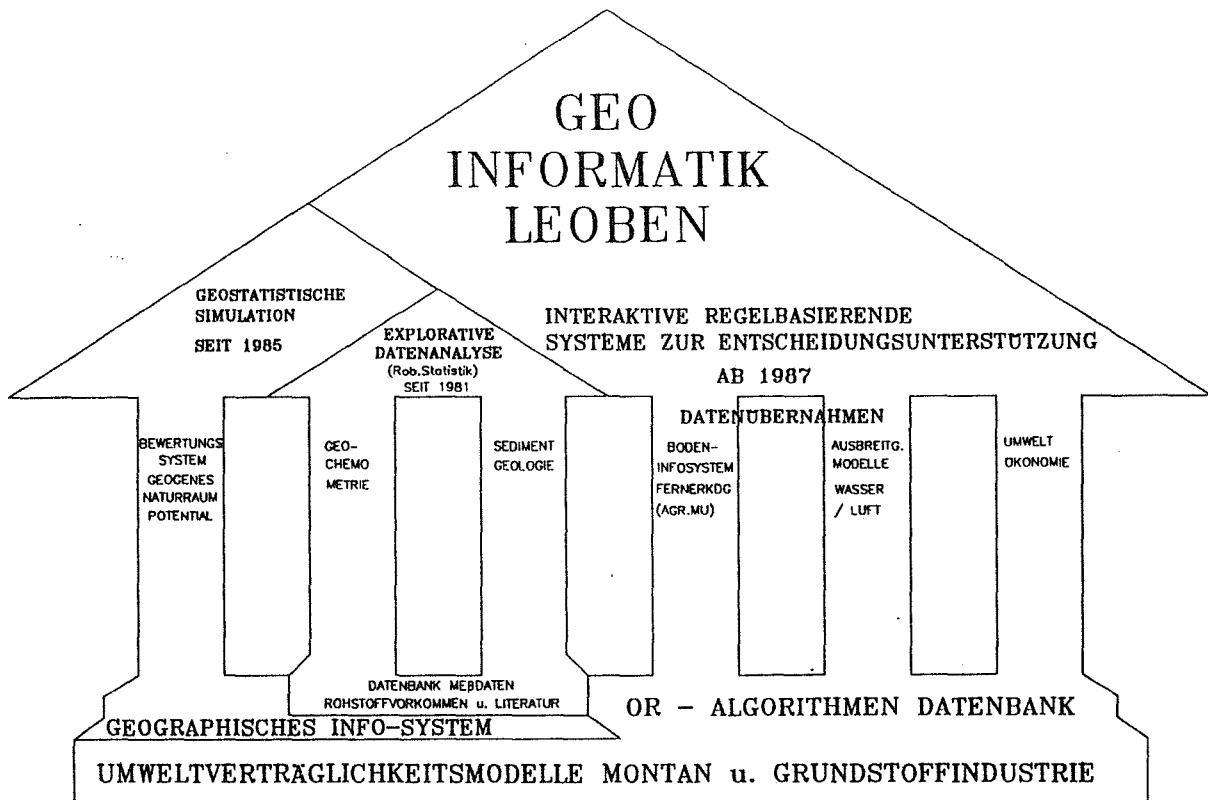 GEO
INFORMATIK
LEOBEN
GEOSTATISTISCHE
SIMULATION
SEIT 1985
EXPLORATIVE
DATENANALYSE
(Rob.Statistik)
SEIT 1981
INTERAKTIVE REGELBASIERENDE
SYSTEME ZUR ENTSCHEIDUNGSUNTERSTÜTZUNG
AB 1987
DATENÜBERNAHMEN
BEWERTUNGS
SYSTEM
GEOGENES
NATURRAUM
POTENTIAL
GEO-
CHEMO
METRIE
SEDIMENT
GEOLOGIE
BODEN-
INFOSYSTEM
FERNERKDG
(AGR.MU)
AUSBREITG.
MODELLE
WASSER
/ LUFT
UMWELT
ÖKONOMIE
DATENBANK MEßDATEN
ROHSTOFFVORKOMMEN u. LITERATUR
OR - ALGORITHMEN DATENBANK
GEOGRAPHISCHES INFO-SYSTEM
UMWELTVERTRÄGLICHKEITSMODELLE MONTAN u. GRUNDSTOFFINDUSTRIE